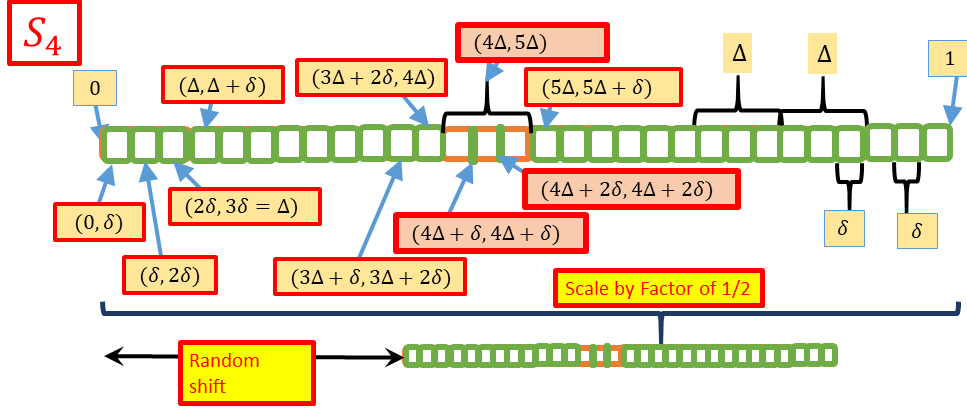 S₄
(4Δ, 5Δ)
Δ
Δ
1
0
(Δ, Δ + δ)
(3Δ + 2δ, 4Δ)
(5Δ, 5Δ + δ)
(0, δ)
(2δ, 3δ = Δ)
(4Δ + 2δ, 4Δ + 2δ)
(4Δ + δ, 4Δ + δ)
δ
δ
(δ, 2δ)
(3Δ + δ, 3Δ + 2δ)
Scale by Factor of 1/2
Random
shift